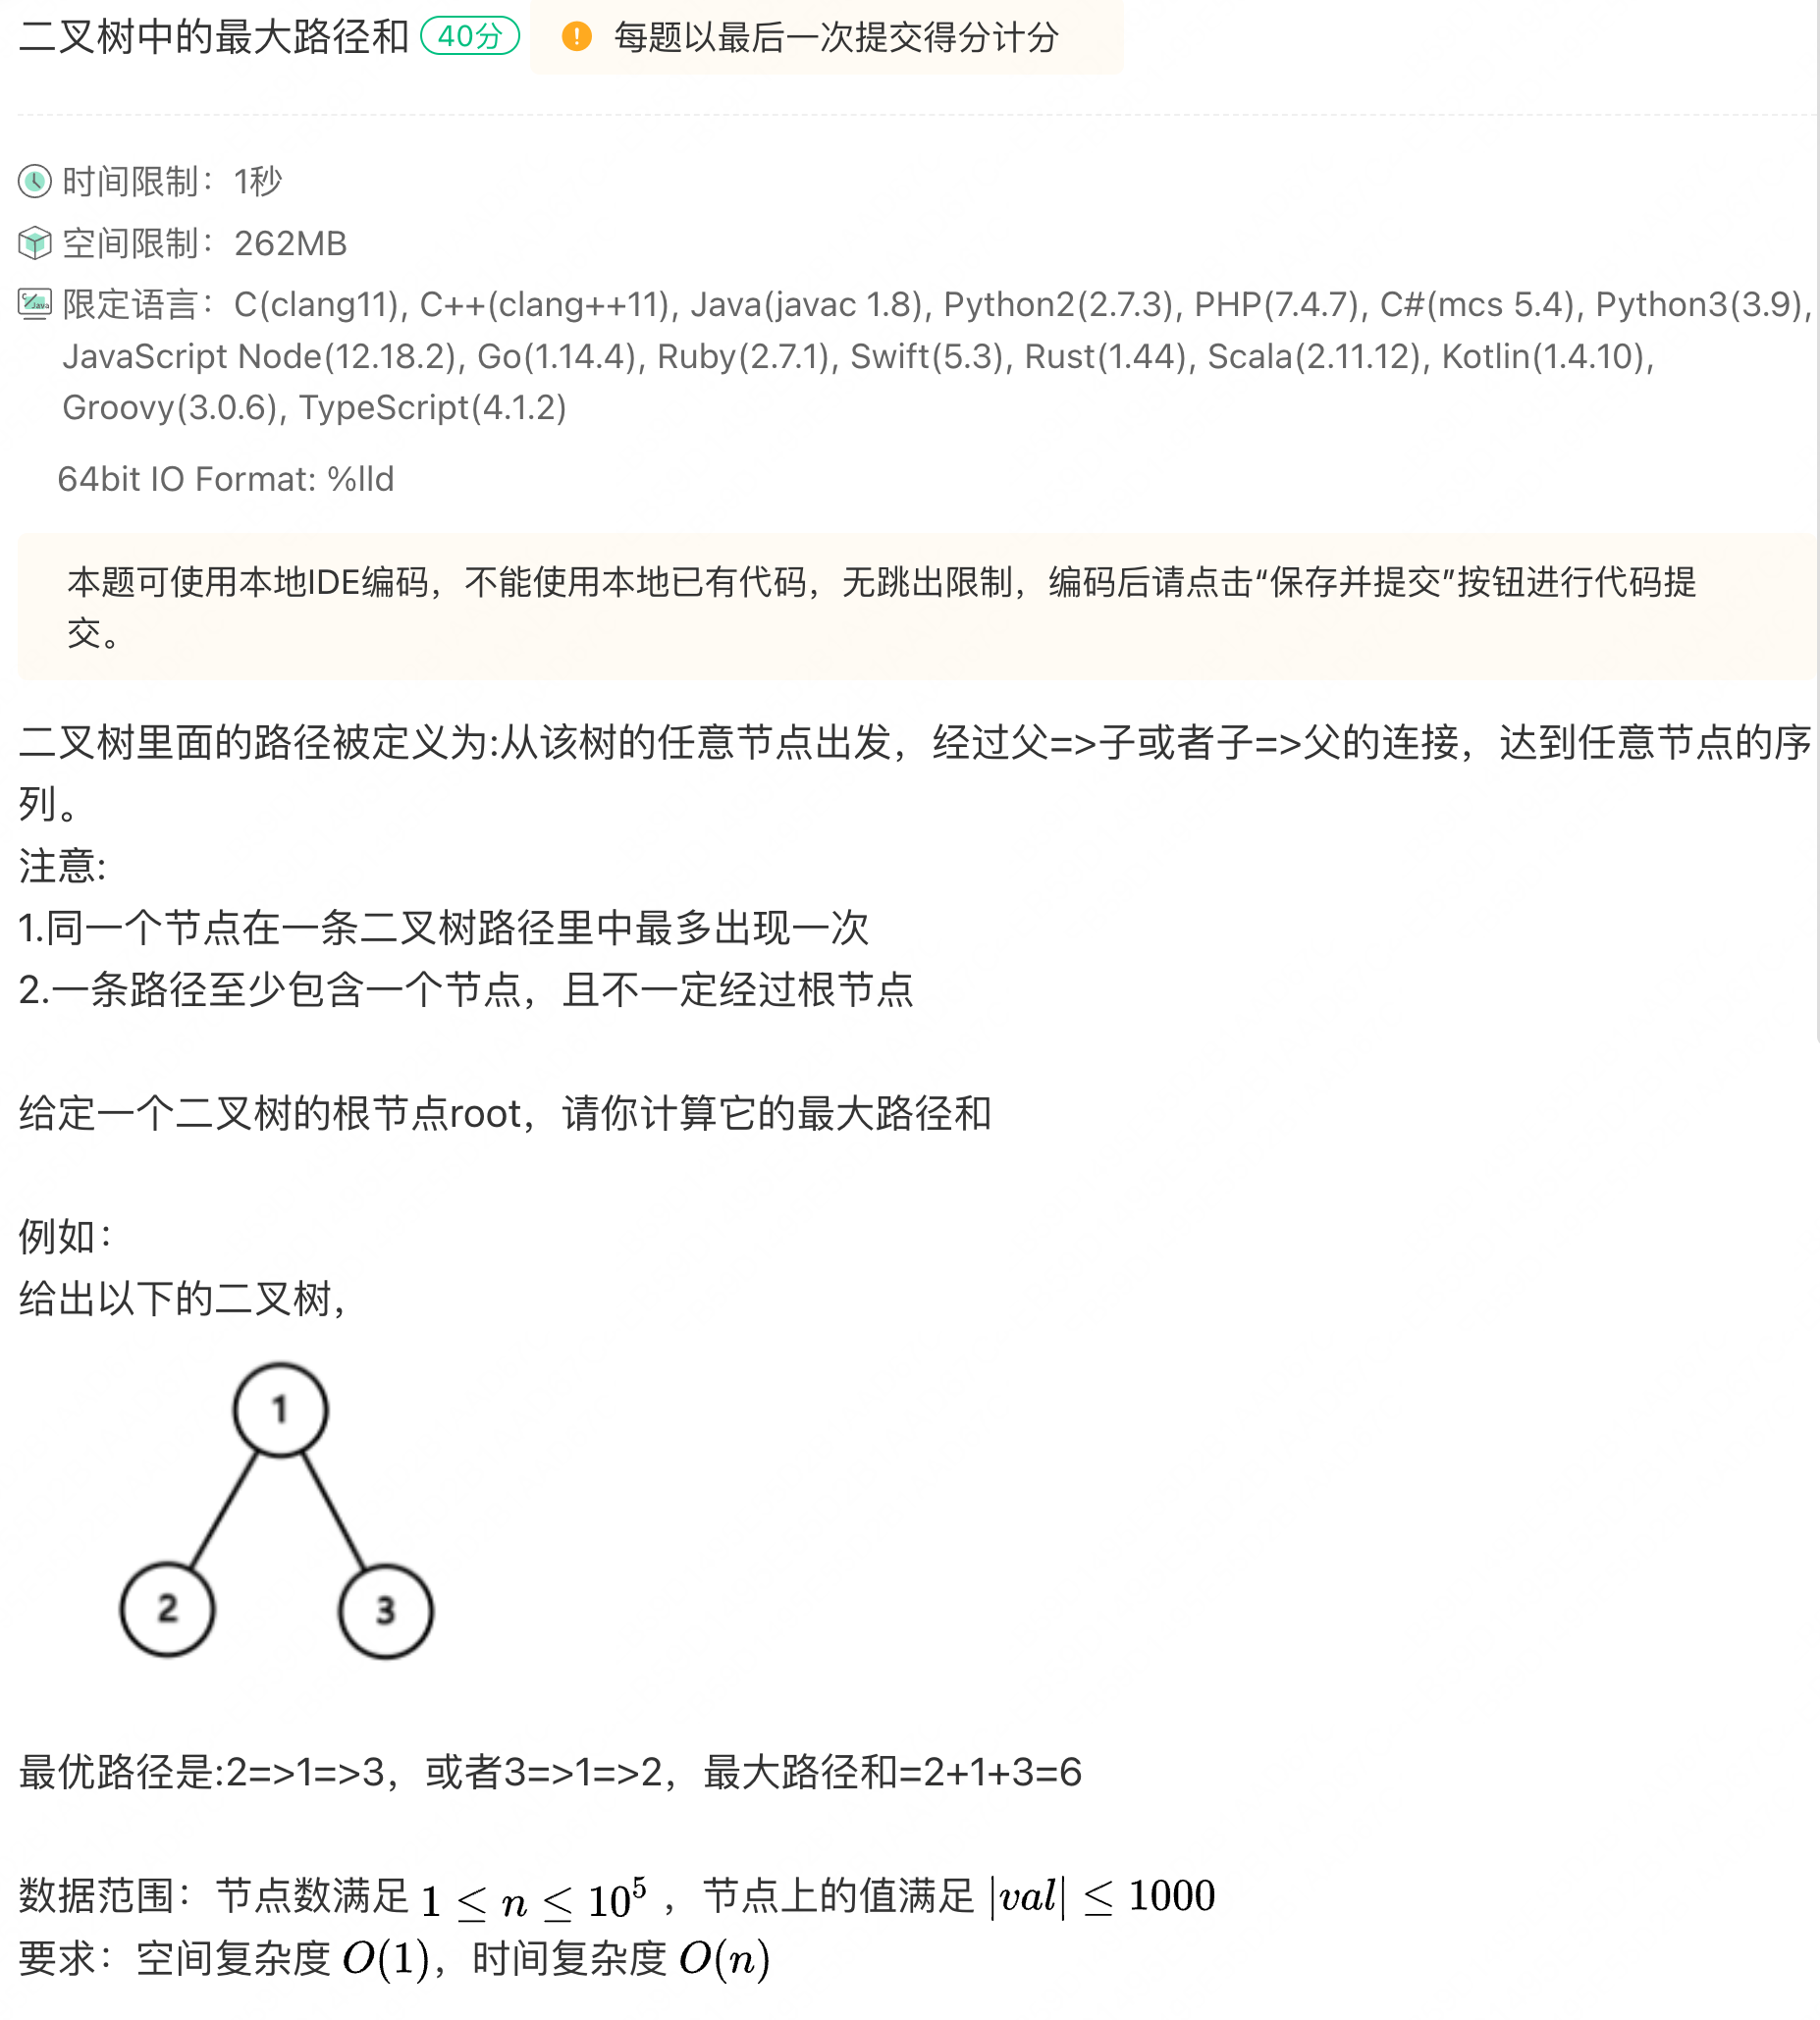 二叉树中的最大路径和 40分 ! 每题以最后一次提交得分计分
时间限制：1秒
空间限制：262MB
限定语言：C(clang11), C++(clang++11), Java(javac 1.8), Python2(2.7.3), PHP(7.4.7), C#(mcs 5.4), Python3(3.9),
JavaScript Node(12.18.2), Go(1.14.4), Ruby(2.7.1), Swift(5.3), Rust(1.44), Scala(2.11.12), Kotlin(1.4.10),
Groovy(3.0.6), TypeScript(4.1.2)
64bit IO Format: %lld
本题可使用本地IDE编码，不能使用本地已有代码，无跳出限制，编码后请点击“保存并提交”按钮进行代码提
交。
二叉树里面的路径被定义为:从该树的任意节点出发，经过父=>子或者子=>父的连接，达到任意节点的序
列。
注意:
1.同一个节点在一条二叉树路径里中最多出现一次
2.一条路径至少包含一个节点，且不一定经过根节点
给定一个二叉树的根节点root，请你计算它的最大路径和
例如：
给出以下的二叉树，
1
2 3
最优路径是:2=>1=>3，或者3=>1=>2，最大路径和=2+1+3=6
数据范围：节点数满足 1 ≤ n ≤ 10^5 ，节点上的值满足 |val| ≤ 1000
要求：空间复杂度 O(1)，时间复杂度 O(n)